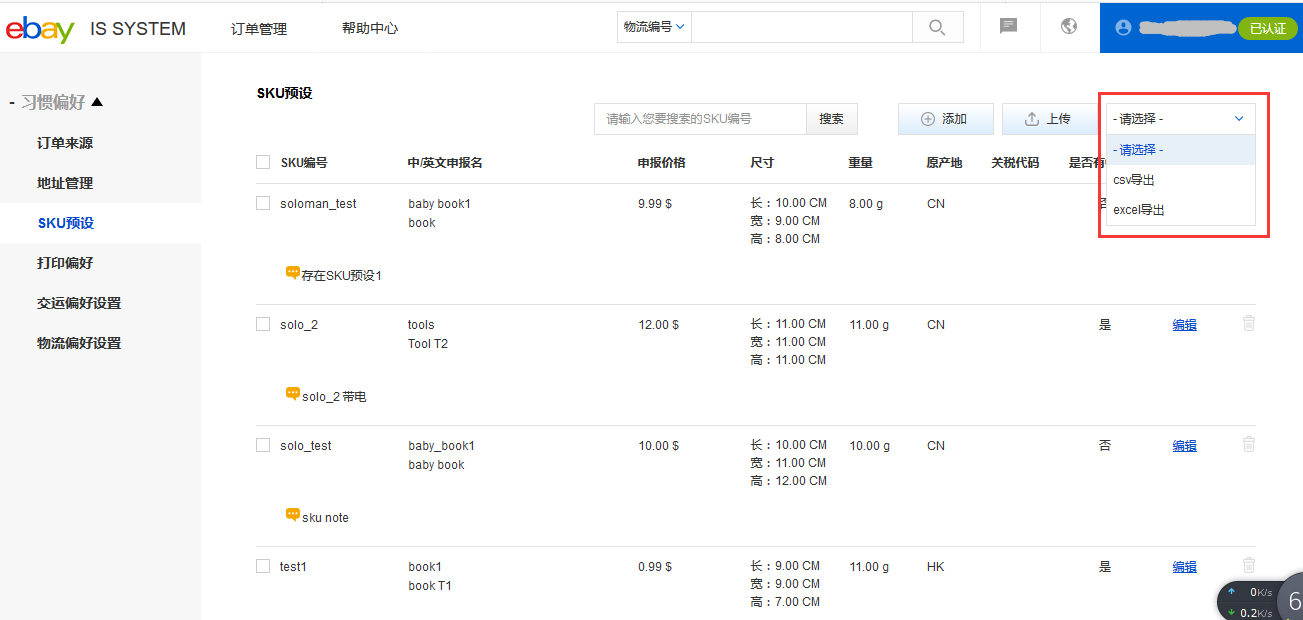 ebay IS SYSTEM 订单管理 帮助中心 物流编号 已认证
- 习惯偏好
订单来源
地址管理
SKU预设
打印偏好
交运偏好设置
物流偏好设置
SKU预设
请输入您要搜索的SKU编号 搜索 添加 上传 - 请选择 -
- 请选择 -
csv导出
excel导出
SKU编号 中/英文申报名 申报价格 尺寸 重量 原产地 关税代码 是否有
soloman_test baby book1 9.99 $ 长：10.00 CM 8.00 g CN
book 宽：9.00 CM
高：8.00 CM
存在SKU预设1
solo_2 tools 12.00 $ 长：11.00 CM 11.00 g CN 是 编辑
Tool T2 宽：11.00 CM
高：11.00 CM
solo_2 带电
solo_test baby_book1 10.00 $ 长：10.00 CM 10.00 g CN 否 编辑
baby book 宽：11.00 CM
高：12.00 CM
sku note
test1 book1 0.99 $ 长：9.00 CM 11.00 g HK 是 编辑
book T1 宽：9.00 CM
高：7.00 CM
0K/s
0.2K/s
6